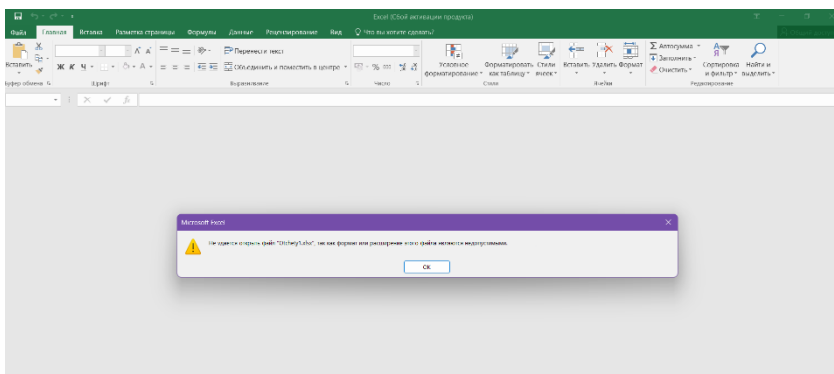 Excel (Сбой активации продукта)
Файл Главная Вставка Разметка страницы Формулы Данные Рецензирование Вид Что вы хотите сделать?
Вставить
Ж К Ч
Перенести текст
Объединить и поместить в центре
Условное форматирование
Форматировать как таблицу
Стили ячеек
Вставить Удалить Формат
Автосумма
Заполнить
Очистить
Сортировка и фильтр
Найти и выделить
Буфер обмена Шрифт Выравнивание Число Стили Ячейки Редактирование
Microsoft Excel
Не удается открыть файл "Otchety1.xlsx", так как формат или расширение этого файла являются недопустимыми.
ОК